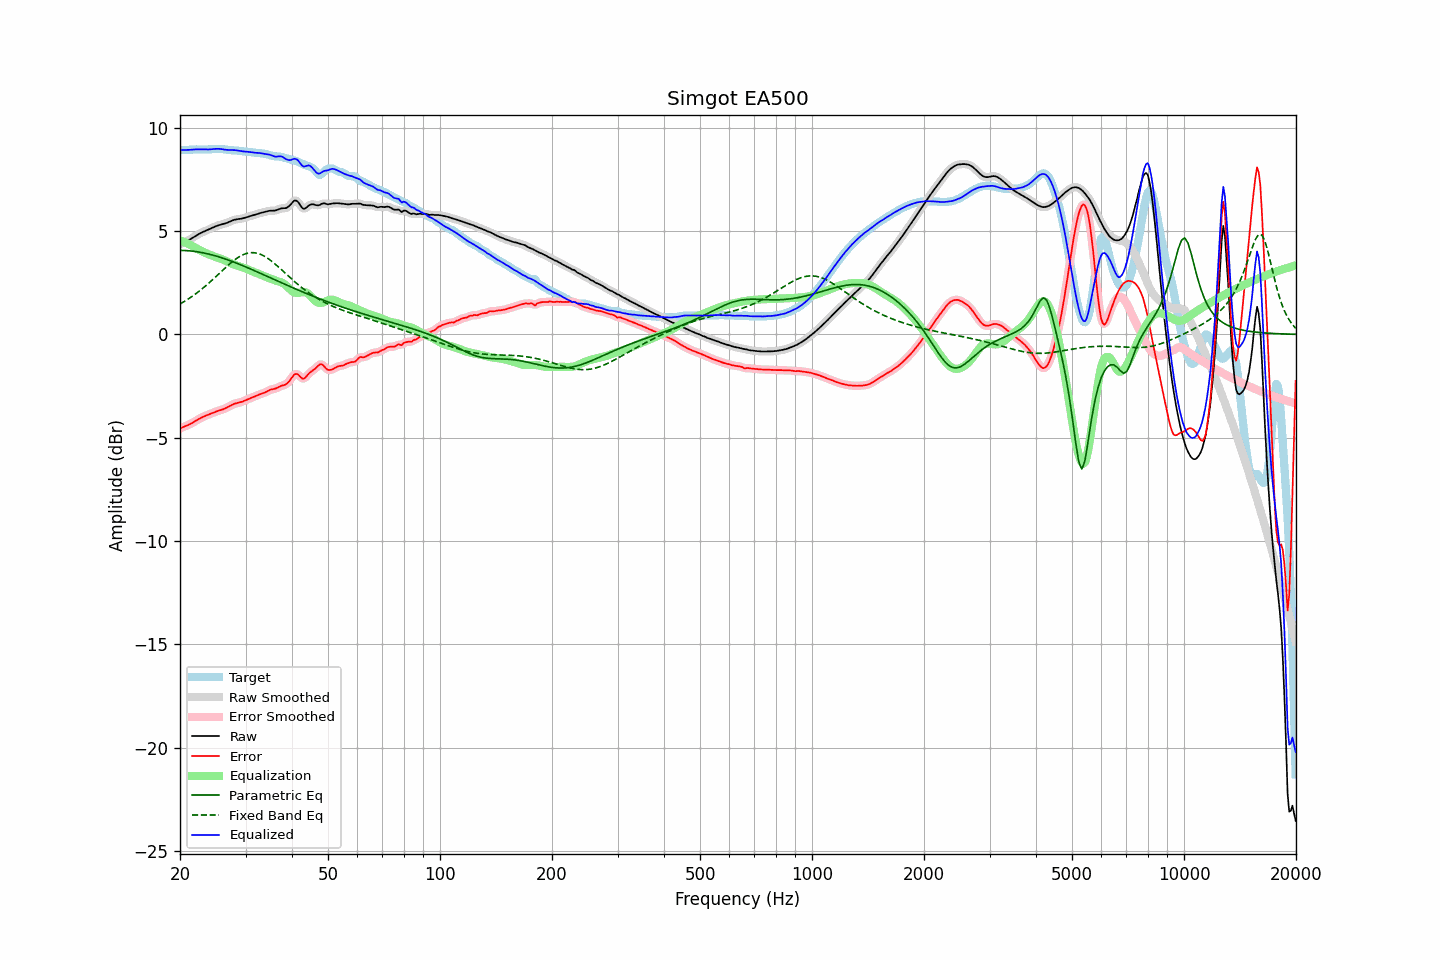 Simgot EA500
Amplitude (dBr)
10
5
0
−5
−10
−15
−20
−25
Target
Raw Smoothed
Error Smoothed
Raw
Error
Equalization
Parametric Eq
Fixed Band Eq
Equalized
20 50 100 200 500 1000 2000 5000 10000 20000
Frequency (Hz)